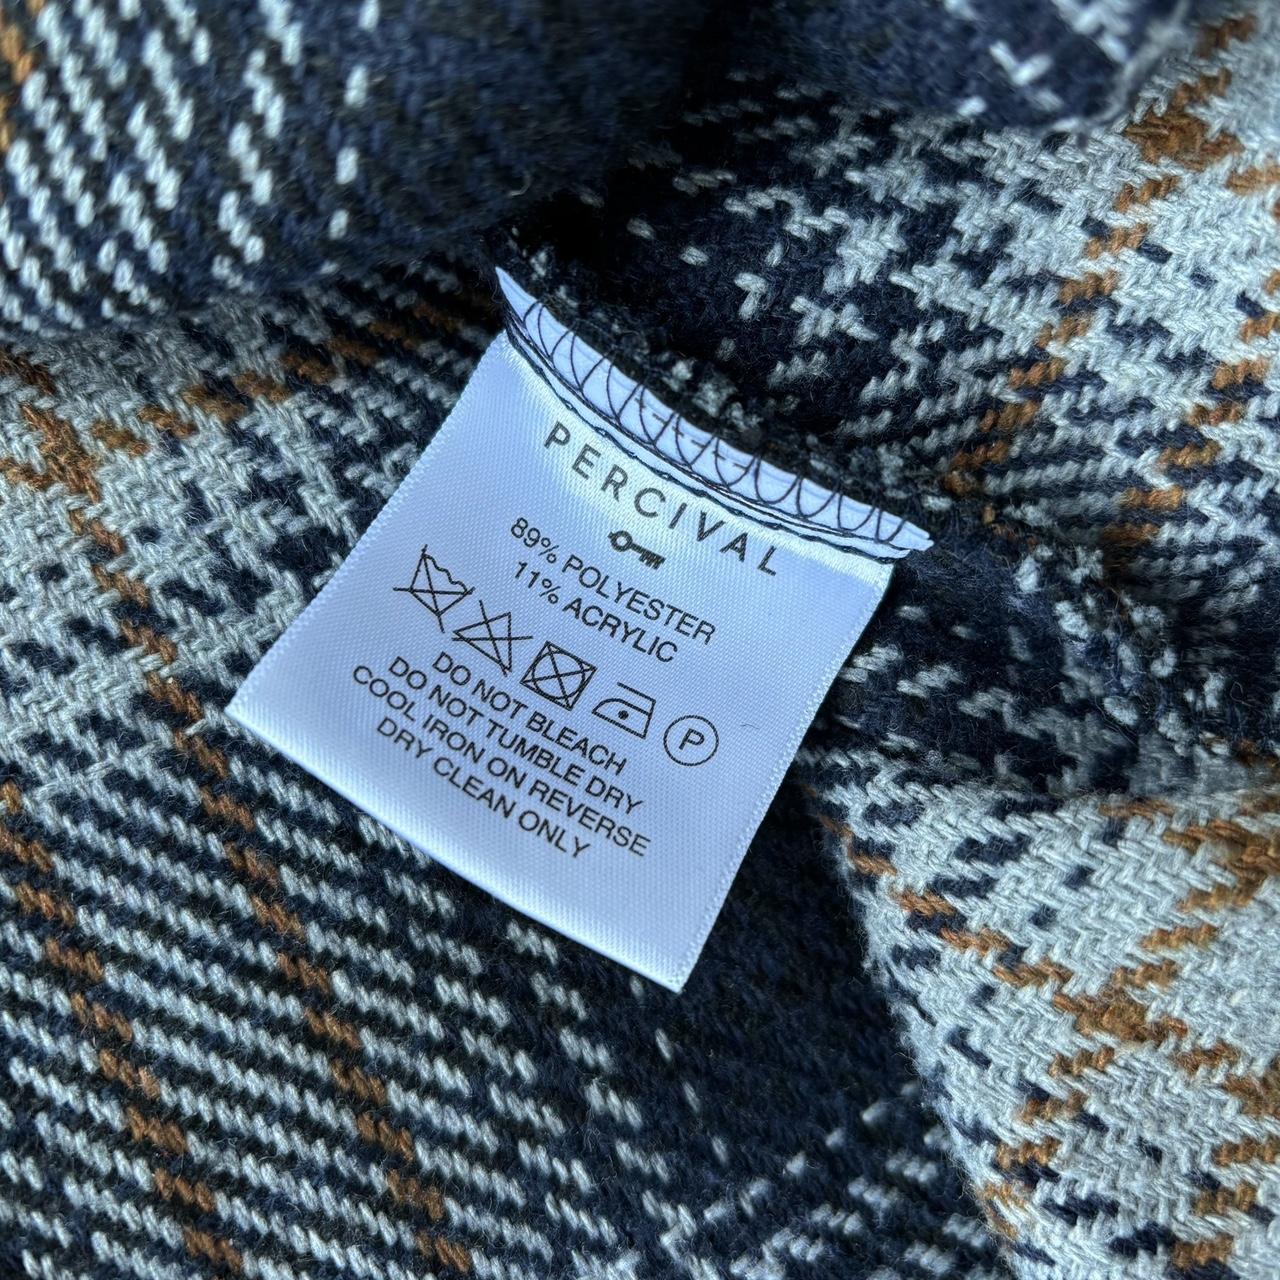 PERCIVAL
89% POLYESTER
11% ACRYLIC
P
DO NOT BLEACH
DO NOT TUMBLE DRY
COOL IRON ON REVERSE
DRY CLEAN ONLY